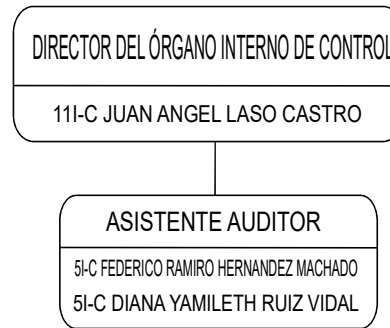 DIRECTOR DEL ÓRGANO INTERNO DE CONTROL
11I-C JUAN ANGEL LASO CASTRO
ASISTENTE AUDITOR
5I-C FEDERICO RAMIRO HERNANDEZ MACHADO
5I-C DIANA YAMILETH RUIZ VIDAL